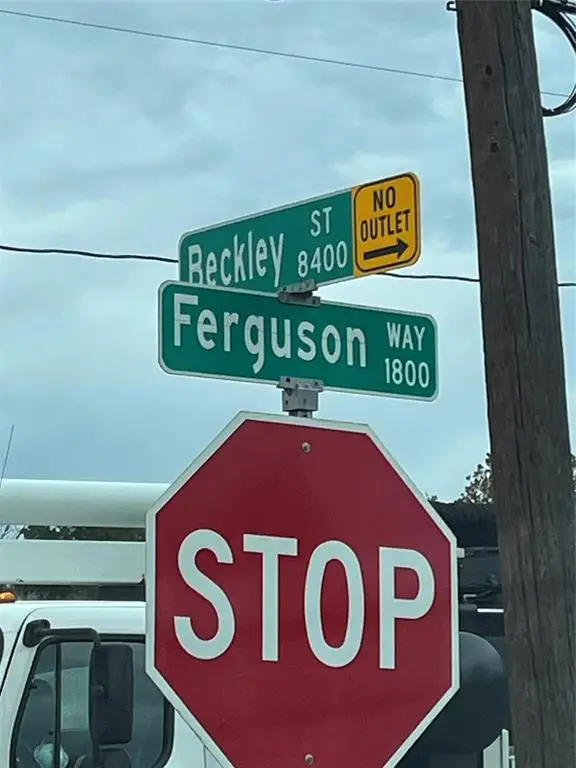 Beckley ST 8400
NO
OUTLET
Ferguson WAY 1800
STOP